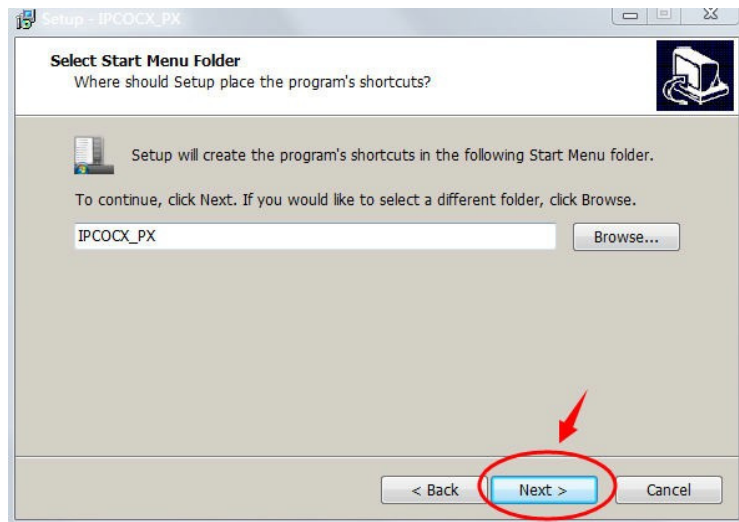 Setup - IPCOCX_PX
Select Start Menu Folder
Where should Setup place the program's shortcuts?
Setup will create the program's shortcuts in the following Start Menu folder.
To continue, click Next. If you would like to select a different folder, click Browse.
IPCOCX_PX
Browse...
< Back
Next >
Cancel